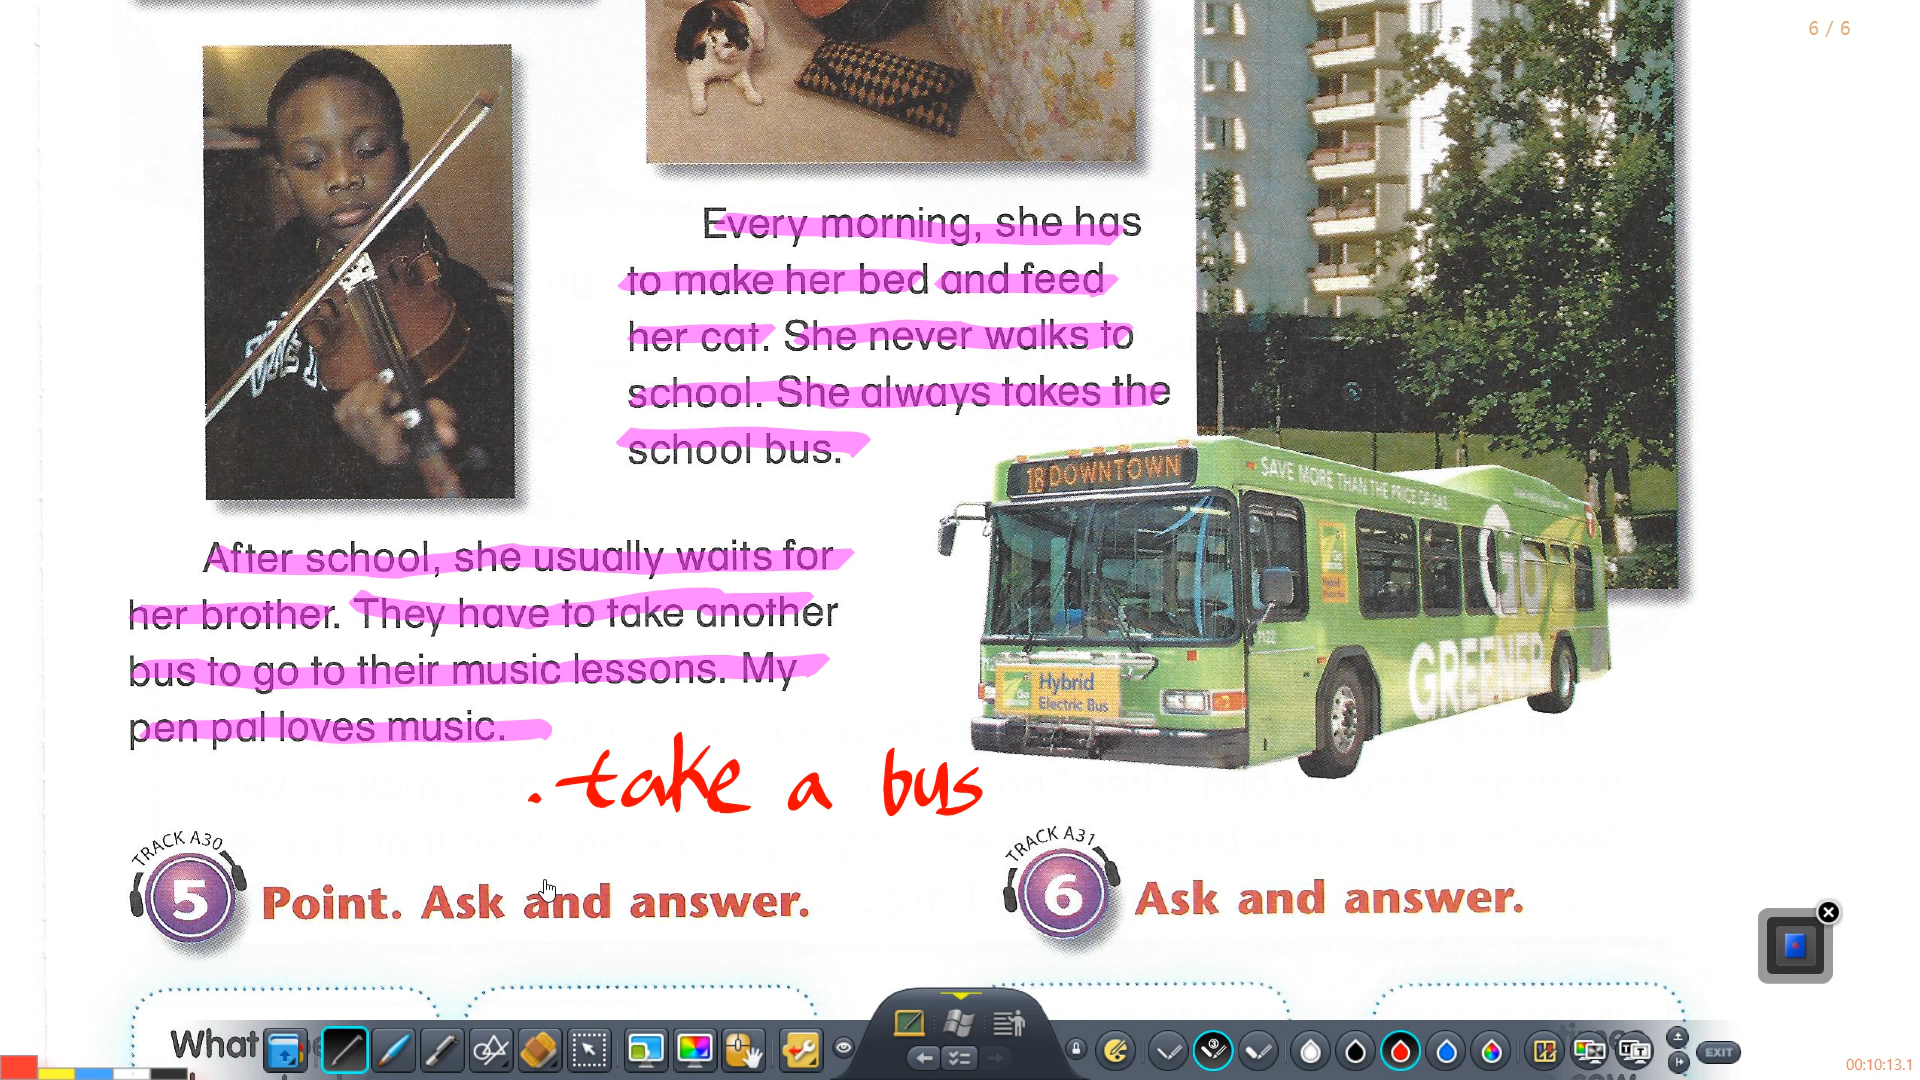 6 / 6
Every morning, she has
to make her bed and feed
her cat. She never walks to
school. She always takes the
school bus.
18 DOWNTOWN
SAVE MORE THAN THE PRICE OF GAS
GO
GREENER
7122
Hybrid
Electric Bus
After school, she usually waits for
her brother. They have to take another
bus to go to their music lessons. My
pen pal loves music.
. take a bus
TRACK A30
5 Point. Ask and answer.
TRACK A31
6 Ask and answer.
What
EXIT
00:10:13.1